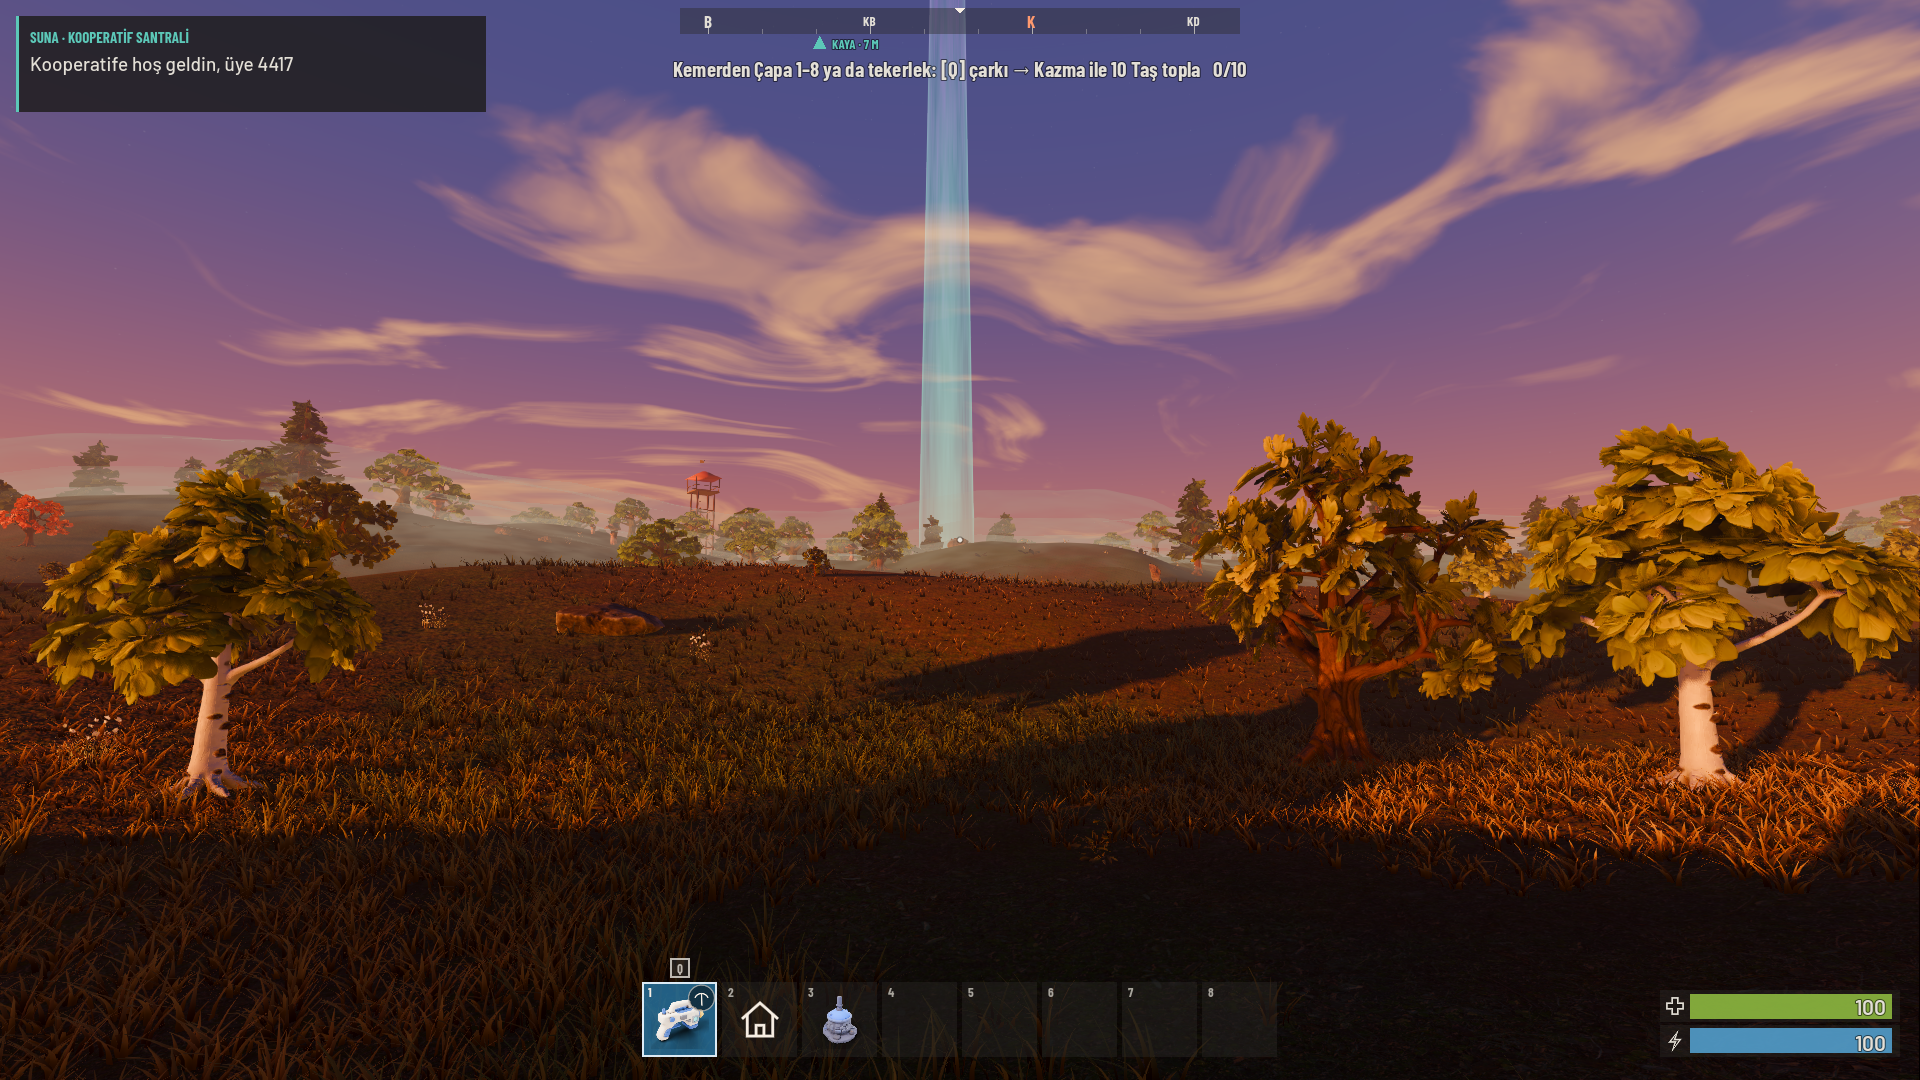 SUNA · KOOPERATİF SANTRALİ
Kooperatife hoş geldin, üye 4417
B KB K KD
KAYA · 7 M
Kemerden Çapa 1-8 ya da tekerlek: [Q] çarkı → Kazma ile 10 Taş topla 0/10
Q
1 2 3 4 5 6 7 8
100
100